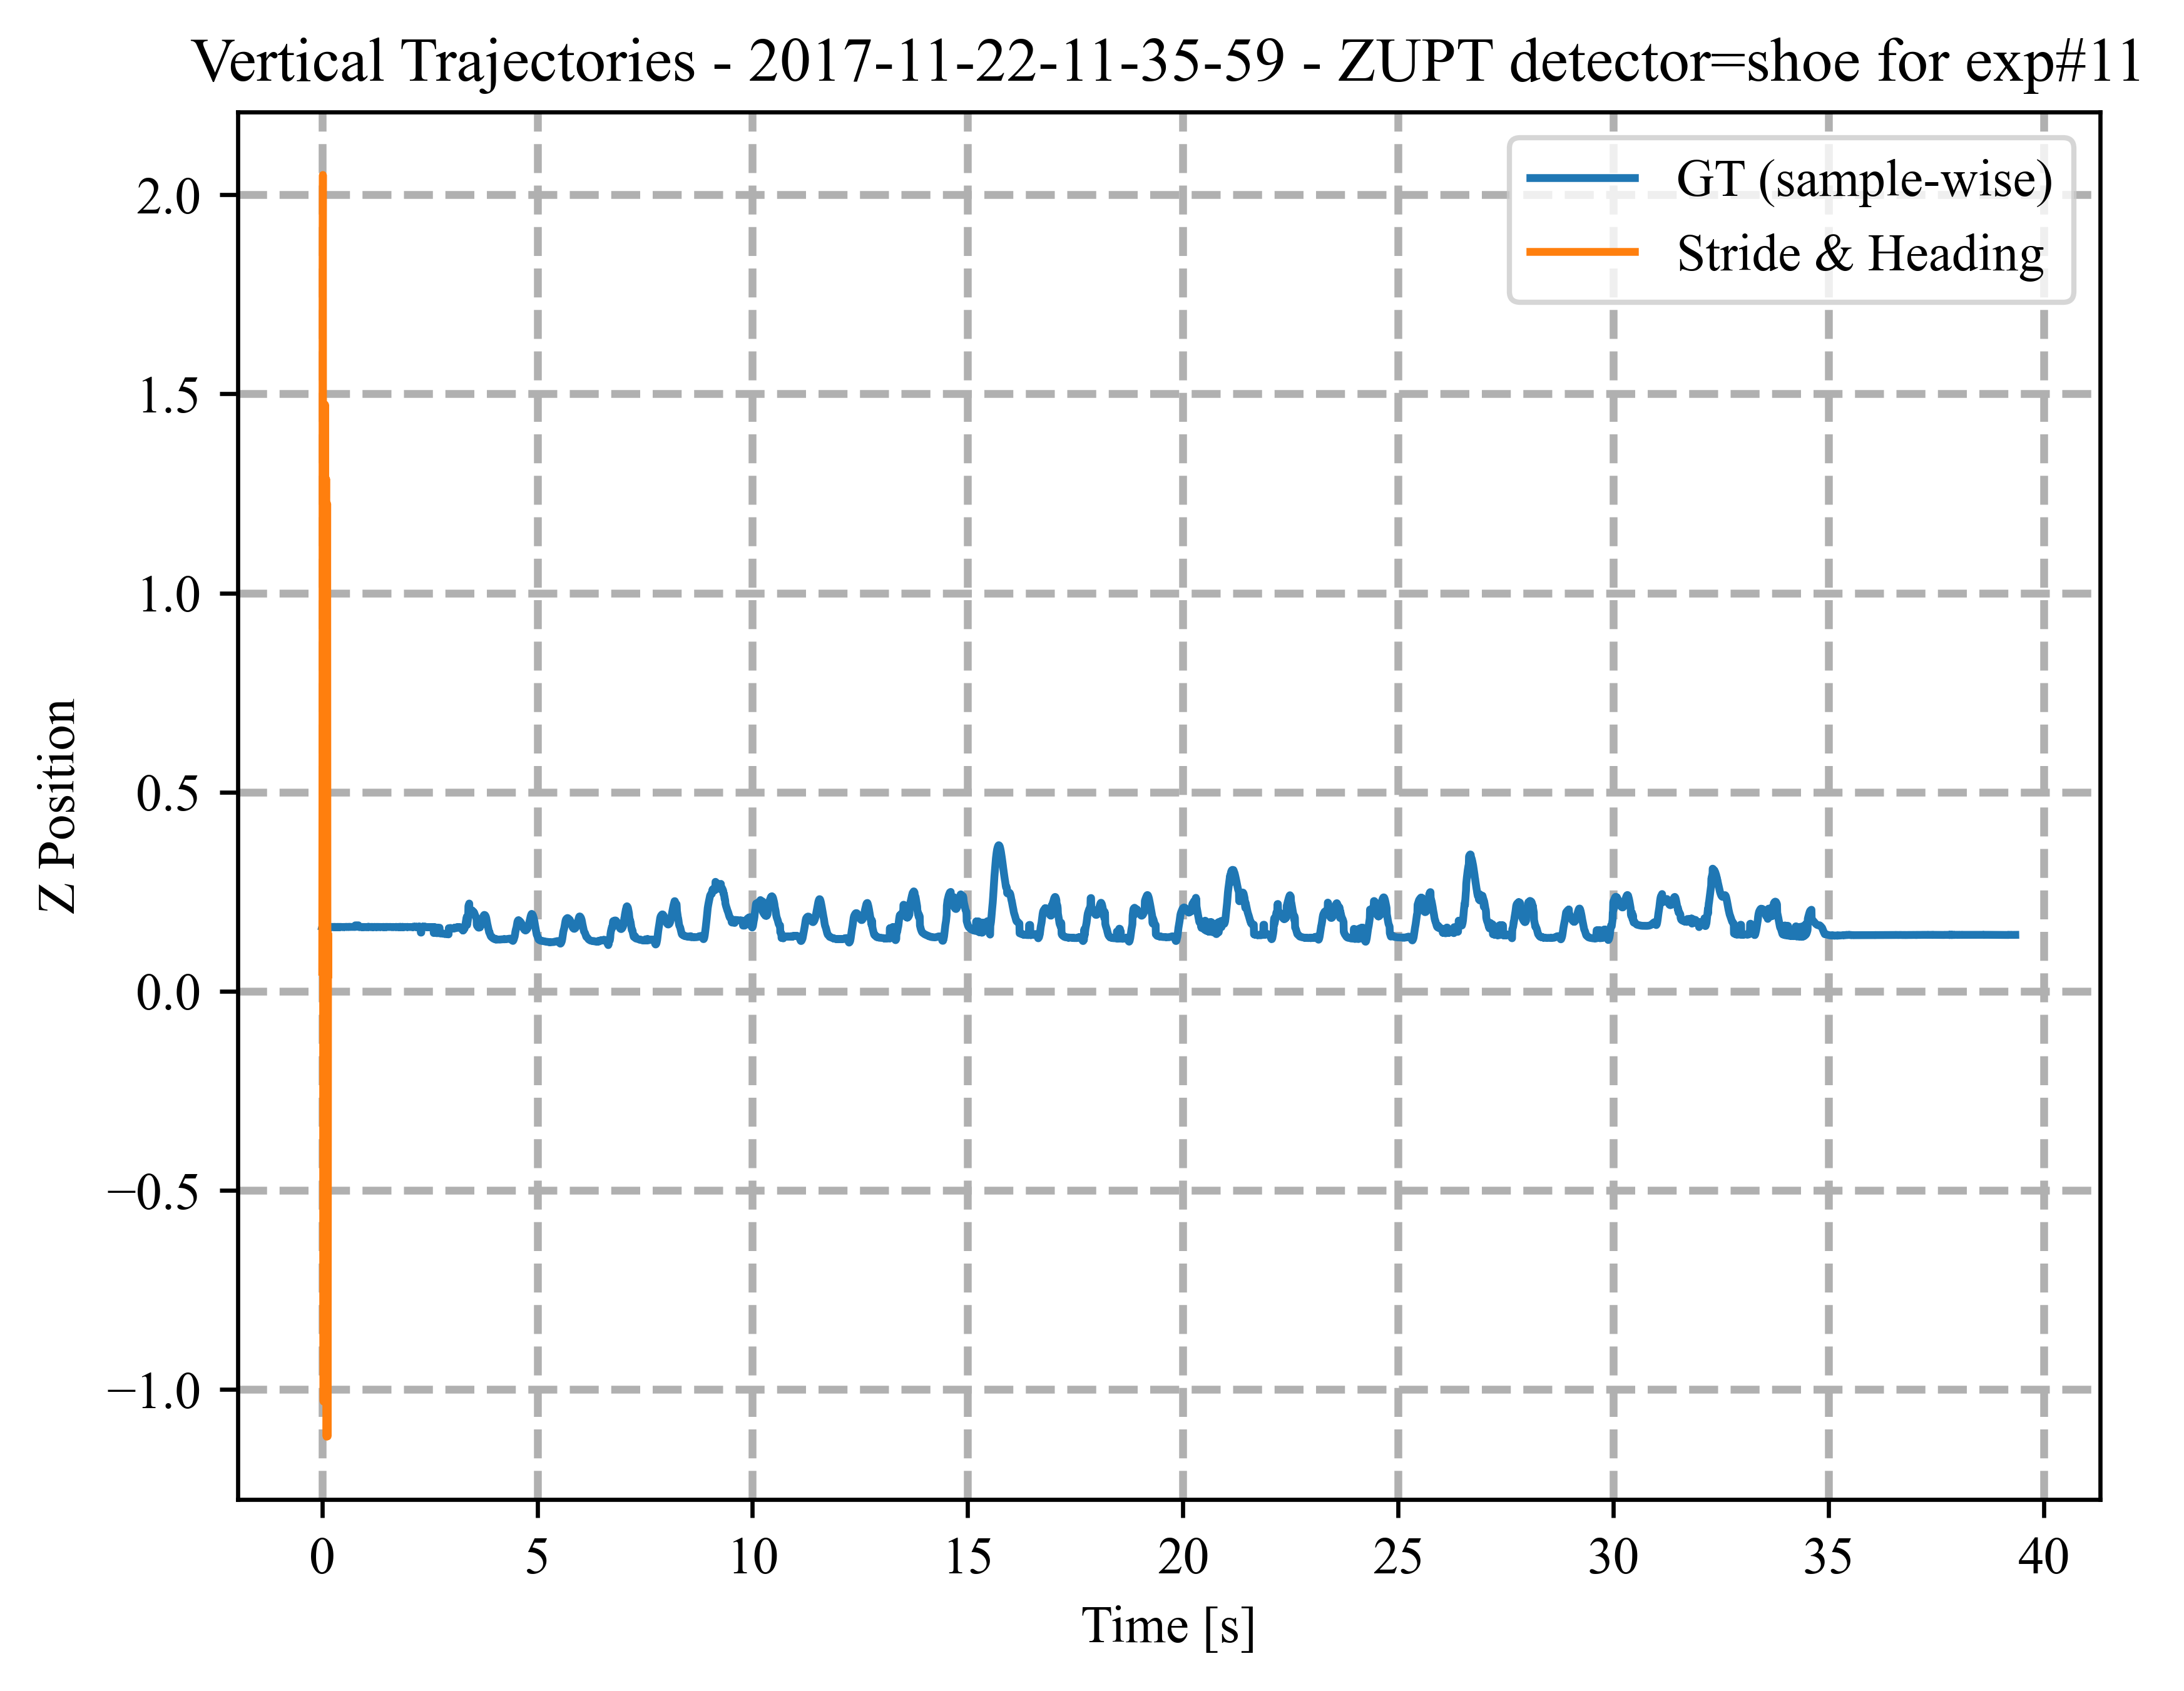 Vertical Trajectories - 2017-11-22-11-35-59 - ZUPT detector=shoe for exp#11
GT (sample-wise)
Stride & Heading
Z Position
2.0
1.5
1.0
0.5
0.0
−0.5
−1.0
0 5 10 15 20 25 30 35 40
Time [s]